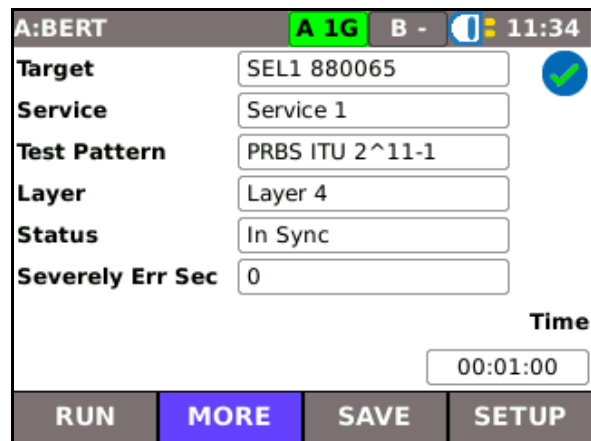 A:BERT A 1G B - 11:34
Target SEL1 880065
Service Service 1
Test Pattern PRBS ITU 2^11-1
Layer Layer 4
Status In Sync
Severely Err Sec 0
Time
00:01:00
RUN MORE SAVE SETUP